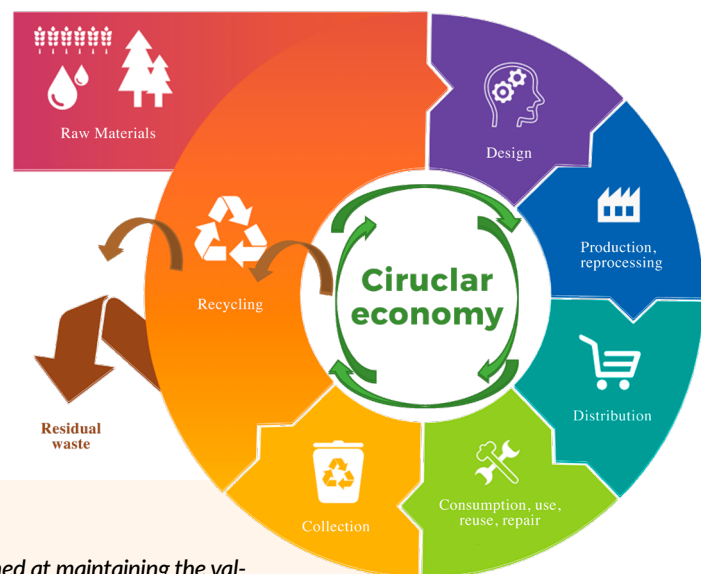 Raw Materials
Design
Production,
reprocessing
Recycling
Ciruclar
economy
Distribution
Residual
waste
Consumption, use,
reuse, repair
Collection
ed at maintaining the val-